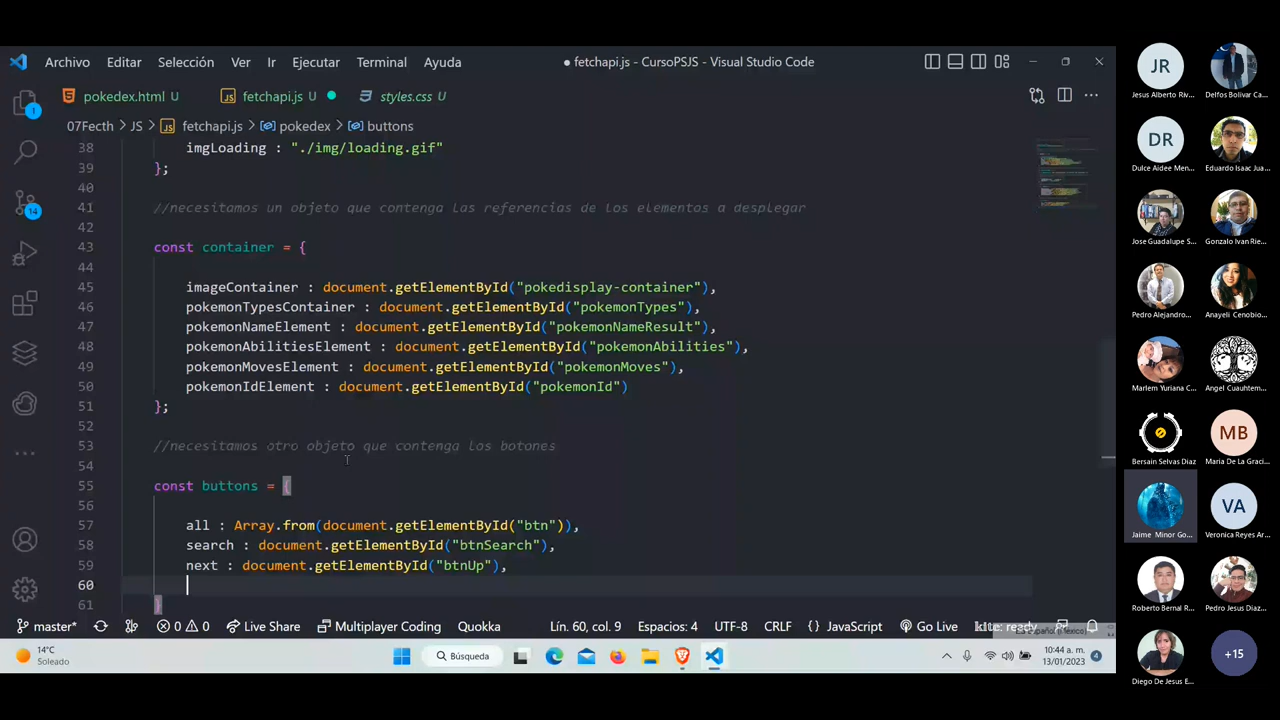 Archivo Editar Selección Ver Ir Ejecutar Terminal Ayuda
● fetchapi.js - CursoPSJS - Visual Studio Code
pokedex.html U
fetchapi.js ●
styles.css U
07Fecth > JS > fetchapi.js > pokedex > buttons
38 imgLoading : "./img/loading.gif"
39 };
40
41 //necesitamos un objeto que contenga las referencias de los elementos a desplegar
42
43 const container = {
44
45 imageContainer : document.getElementById("pokedisplay-container"),
46 pokemonTypesContainer : document.getElementById("pokemonTypes"),
47 pokemonNameElement : document.getElementById("pokemonNameResult"),
48 pokemonAbilitiesElement : document.getElementById("pokemonAbilities"),
49 pokemonMovesElement : document.getElementById("pokemonMoves"),
50 pokemonIdElement : document.getElementById("pokemonId")
51 };
52
53 //necesitamos otro objeto que contenga los botones
54
55 const buttons = {
56
57 all : Array.from(document.getElementById("btn")),
58 search : document.getElementById("btnSearch"),
59 next : document.getElementById("btnUp"),
60
61 }
1
14
master* 0 0 Live Share Multiplayer Coding Quokka Lín. 60, col. 9 Espacios: 4 UTF-8 CRLF {} JavaScript Go Live kite: ready
14°C
Soleado
Búsqueda
10:44 a. m.
13/01/2023
4
JR
Jesus Alberto Riv...
Delfos Bolivar Ca...
DR
Dulce Aidee Men...
Eduardo Isaac Jua...
Jose Guadalupe S...
Gonzalo Ivan Rie...
Pedro Alejandro...
Anayeli Cenobio...
Marlem Yuriana C...
Angel Cuauhtem...
Bersain Selvas Diaz
MB
Maria De La Graci...
Jaime Minor Go...
VA
Veronica Reyes Ar...
Roberto Bernal R...
Pedro Jesus Diaz...
Diego De Jesus E...
+15